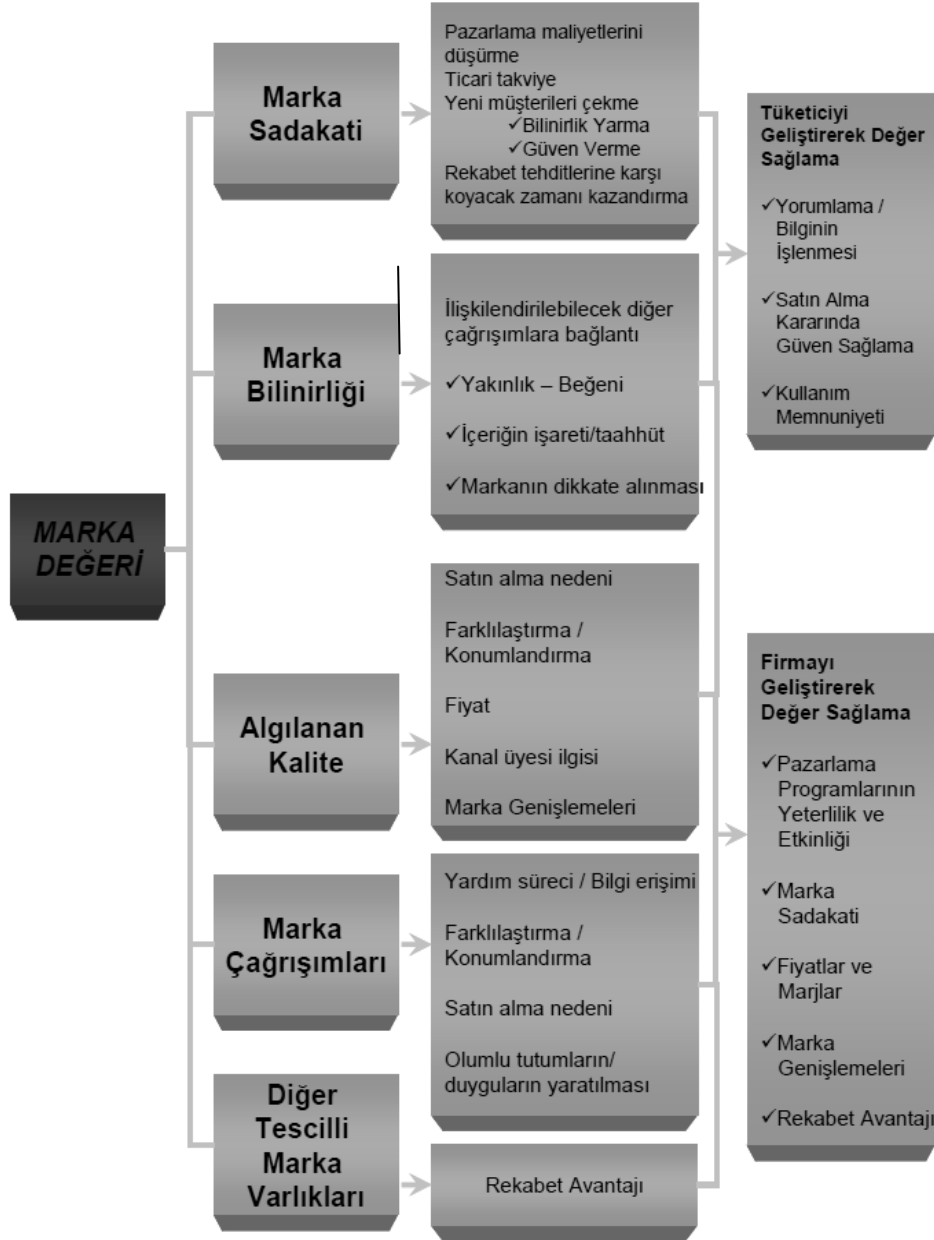 MARKA
DEĞERİ
Marka
Sadakati
Pazarlama maliyetlerini
düşürme
Ticari takviye
Yeni müşterileri çekme
✓Bilinirlik Yarma
✓Güven Verme
Rekabet tehditlerine karşı
koyacak zamanı kazandırma
Marka
Bilinirliği
İlişkilendirilebilecek diğer
çağrışımlara bağlantı
✓Yakınlık – Beğeni
✓İçeriğin işareti/taahhüt
✓Markanın dikkate alınması
Algılanan
Kalite
Satın alma nedeni
Farklılaştırma /
Konumlandırma
Fiyat
Kanal üyesi ilgisi
Marka Genişlemeleri
Marka
Çağrışımları
Yardım süreci / Bilgi erişimi
Farklılaştırma /
Konumlandırma
Satın alma nedeni
Olumlu tutumların/
duyguların yaratılması
Diğer
Tescilli
Marka
Varlıkları
Rekabet Avantajı
Tüketiciyi
Geliştirerek Değer
Sağlama
✓Yorumlama /
Bilginin
İşlenmesi
✓Satın Alma
Kararında
Güven Sağlama
✓Kullanım
Memnuniyeti
Firmayı
Geliştirerek
Değer Sağlama
✓Pazarlama
Programlarının
Yeterlilik ve
Etkinliği
✓Marka
Sadakati
✓Fiyatlar ve
Marjlar
✓Marka
Genişlemeleri
✓Rekabet Avantajı